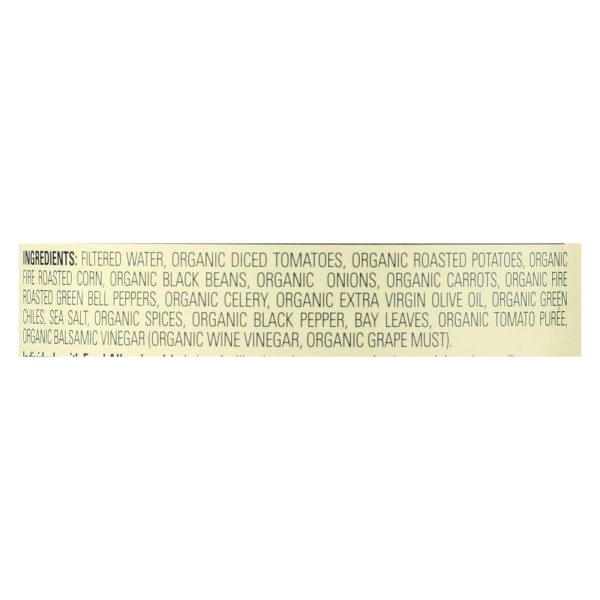 INGREDIENTS: FILTERED WATER, ORGANIC DICED TOMATOES, ORGANIC ROASTED POTATOES, ORGANIC
FIRE ROASTED CORN, ORGANIC BLACK BEANS, ORGANIC ONIONS, ORGANIC CARROTS, ORGANIC FIRE
ROASTED GREEN BELL PEPPERS, ORGANIC CELERY, ORGANIC EXTRA VIRGIN OLIVE OIL, ORGANIC GREEN
CHILES, SEA SALT, ORGANIC SPICES, ORGANIC BLACK PEPPER, BAY LEAVES, ORGANIC TOMATO PURÉE,
ORGANIC BALSAMIC VINEGAR (ORGANIC WINE VINEGAR, ORGANIC GRAPE MUST).